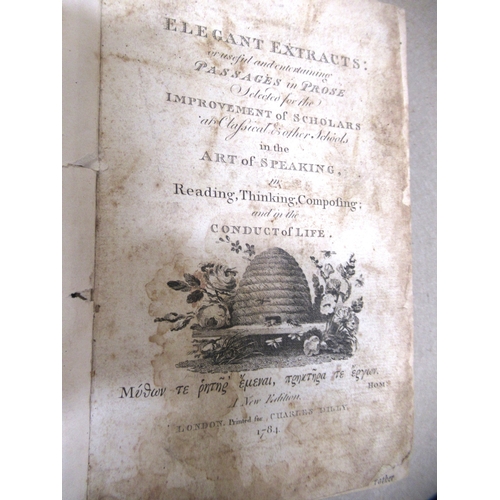 ELEGANT EXTRACTS:
or useful and entertaining
PASSAGES in PROSE
Selected for the
IMPROVEMENT of SCHOLARS
at Classical & other Schools
in the
ART of SPEAKING,
in
Reading, Thinking, Composing;
and in the
CONDUCT of LIFE.
Μύθων τε ῥητῆρ' ἔμεναι, πρηκτῆρα τε ἔργων.
HOM
A New Edition
LONDON. Printed for CHARLES DILLY,
1784.